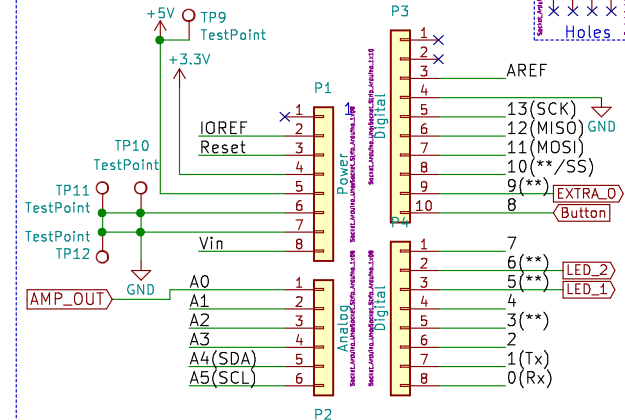 +5V
TP9
TestPoint
+3.3V
P1
1
1
IOREF
2
Reset
3
4
5
6
7
Vin
8
Power
TP10
TestPoint
TP11
TestPoint
TestPoint
TP12
GND
AMP_OUT
A0
1
A1
2
A2
3
A3
4
A4(SDA)
5
A5(SCL)
6
Analog
P2
P3
1
2
3
AREF
4
GND
5
13(SCK)
6
12(MISO)
7
11(MOSI)
8
10(**/SS)
9
9(**)
EXTRA_O
10
8
Button
Digital
P4
1
7
2
6(**)
LED_2
3
5(**)
LED_1
4
4
5
3(**)
6
2
7
1(Tx)
8
0(Rx)
Digital
Holes